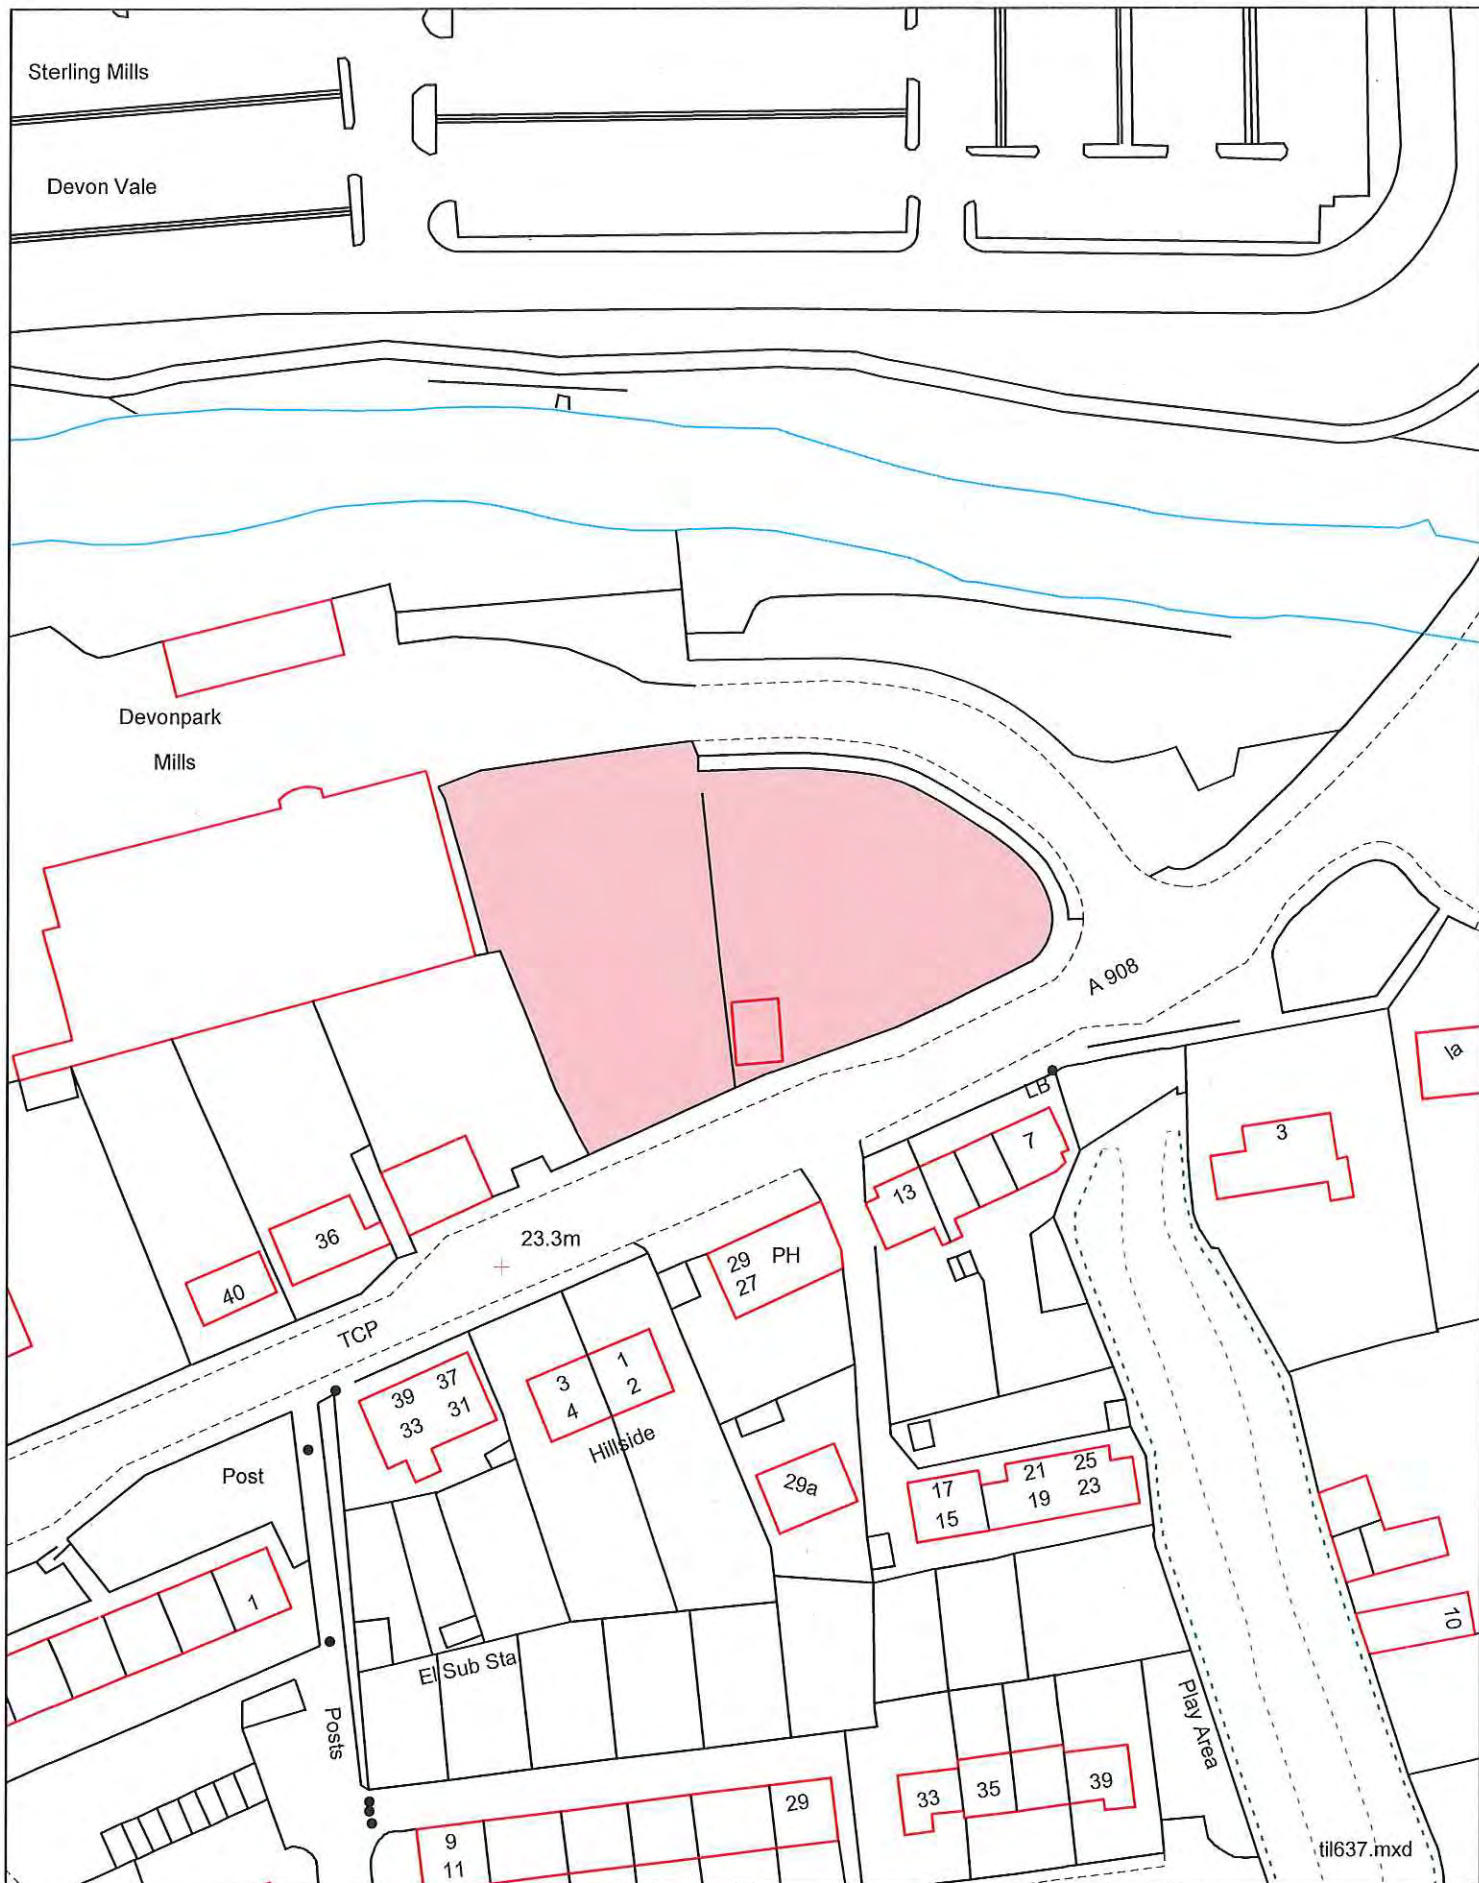 Sterling Mills
Devon Vale
Devonpark
Mills
A 908
la
LB
7
3
13
36
23.3m
29 PH
27
40
TCP
1
3
2
37
39
4
31
33
Hillside
Post
29a
25
21
17
23
19
15
1
10
El Sub Sta
Posts
Play Area
39
35
33
29
9
11
til637.mxd